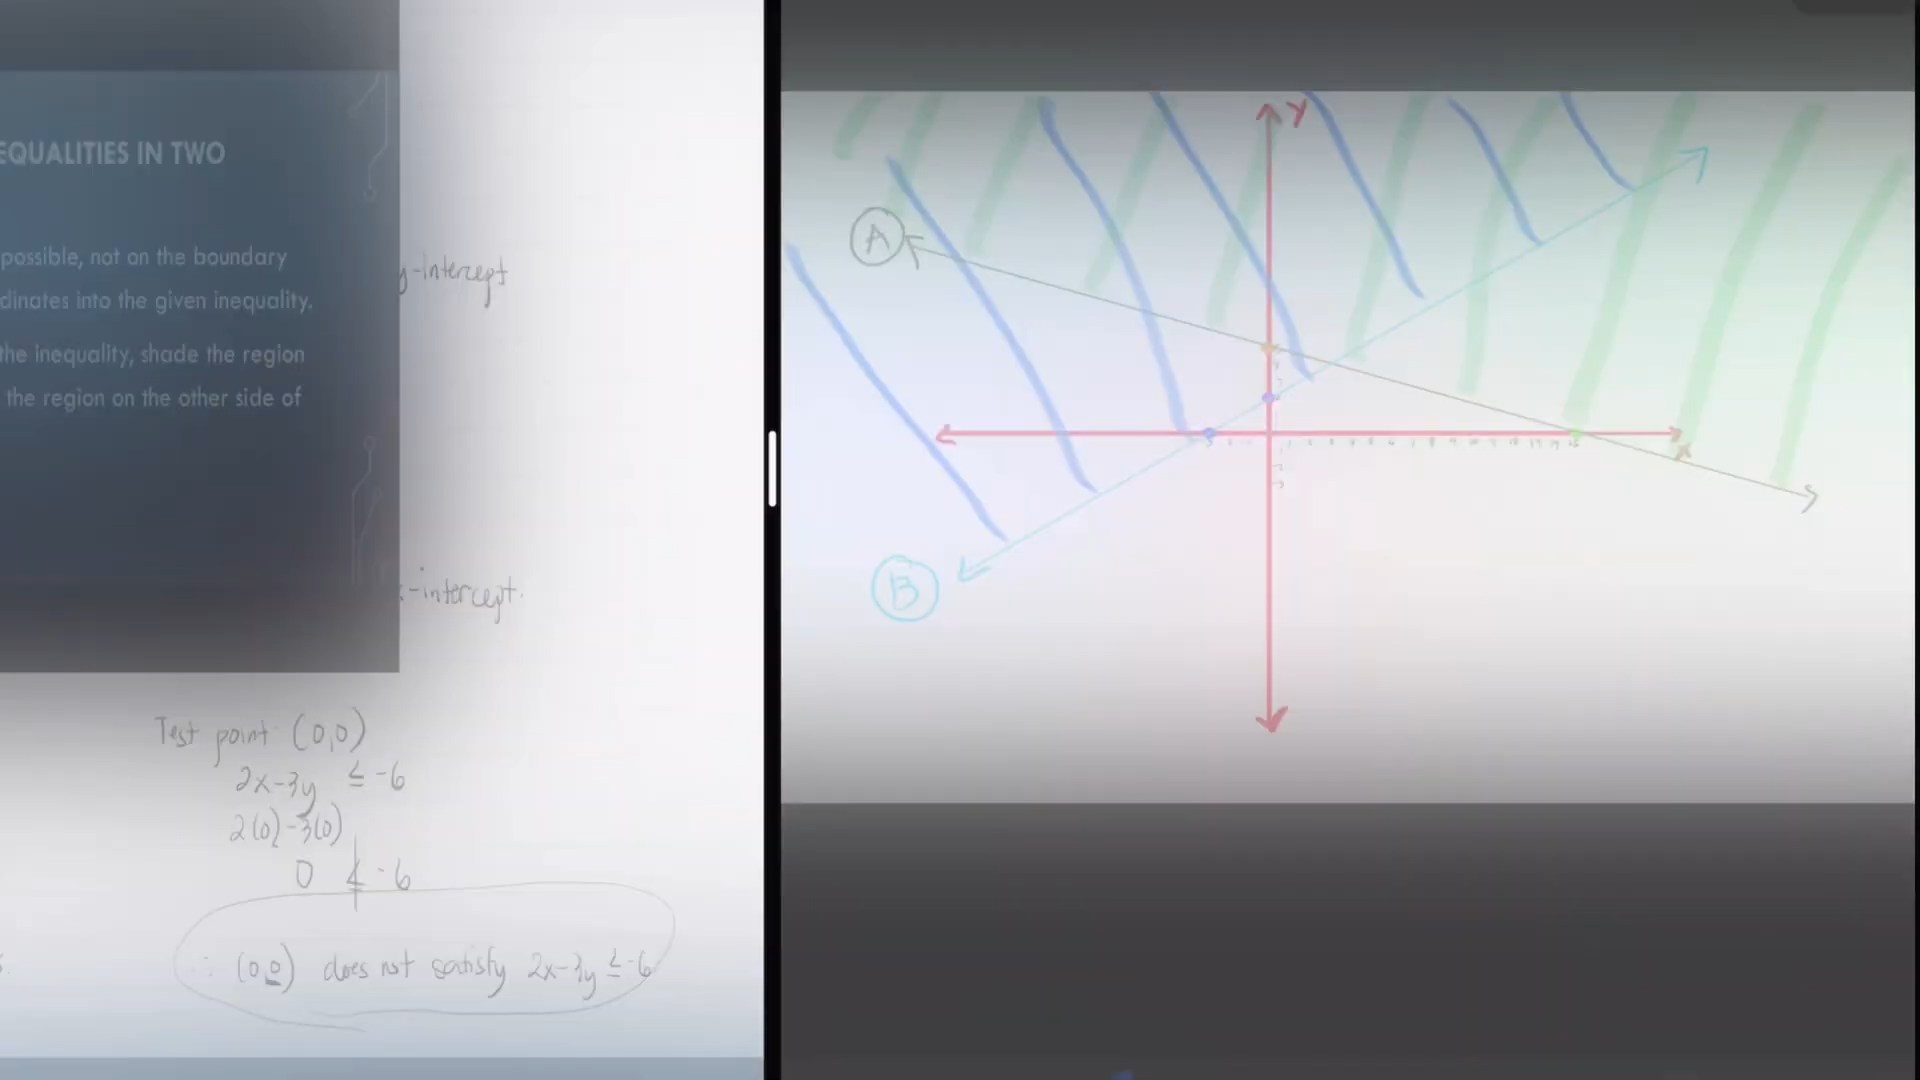 EQUALITIES IN TWO
possible, not on the boundary
dinates into the given inequality.
the inequality, shade the region
the region on the other side of
y-intercept
-intercept.
Test point (0,0)
2x-3y ≤ -6
2(0)-3(0)
0 ≰ -6
∴ (0,0) does not satisfy 2x-3y ≤ -6
Y
A
X
B